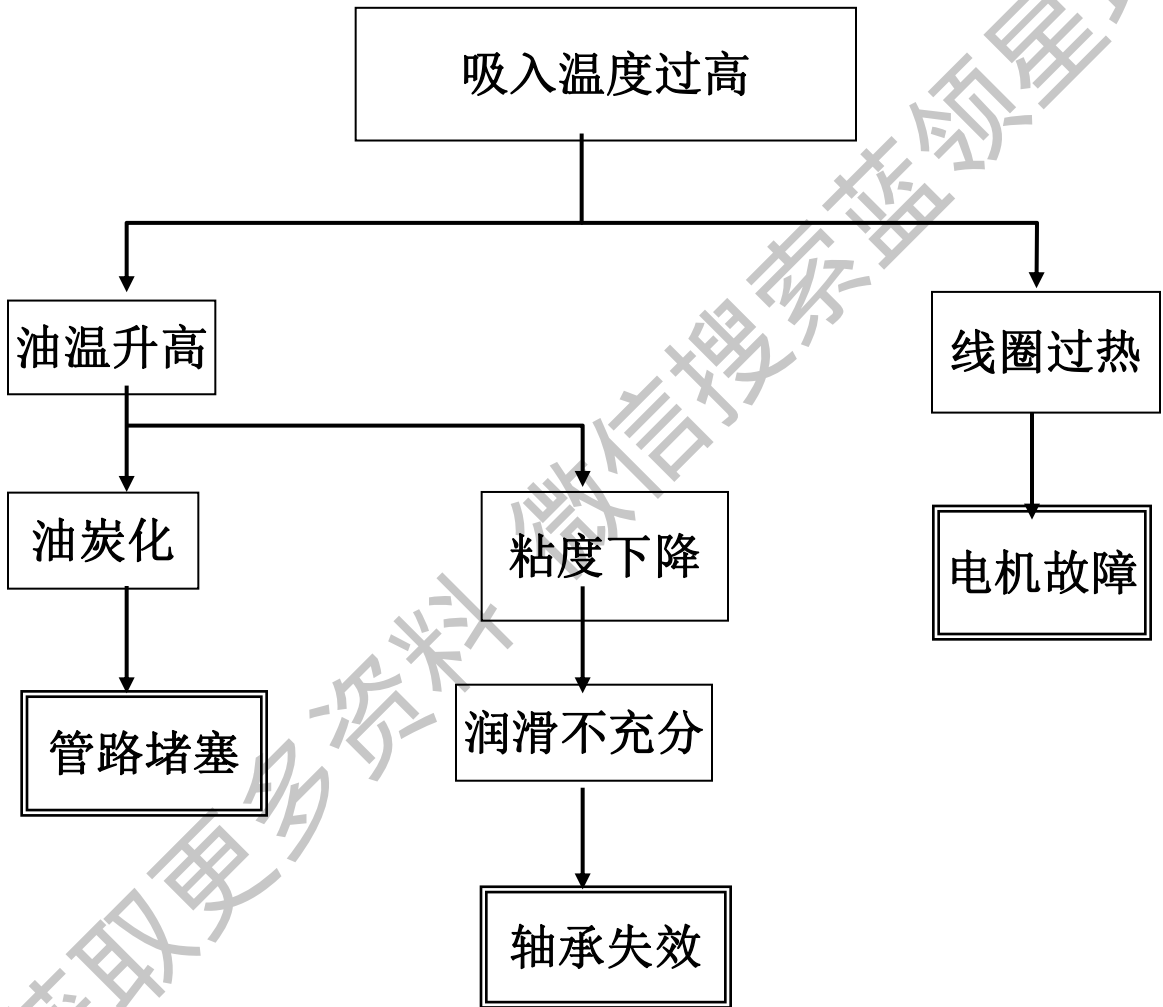 吸入温度过高
油温升高
线圈过热
油炭化
粘度下降
电机故障
管路堵塞
润滑不充分
轴承失效
获取更多资料 微信搜索蓝领星球